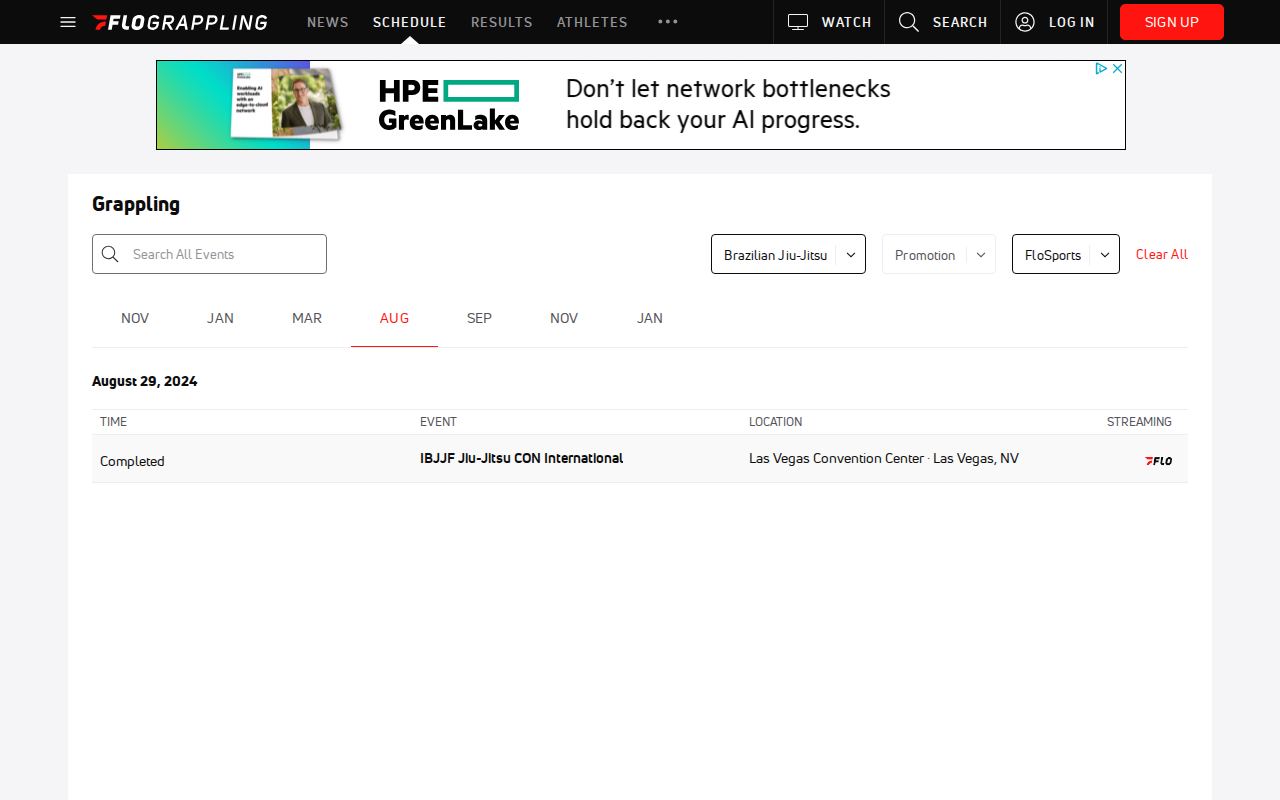 FLOGRAPPLING NEWS SCHEDULE RESULTS ATHLETES WATCH SEARCH LOG IN SIGN UP
HPE
GreenLake
Don't let network bottlenecks
hold back your AI progress.
Enabling AI
workloads
with an
edge-to-cloud
network
Grappling
Search All Events Brazilian Jiu-Jitsu Promotion FloSports Clear All
NOV JAN MAR AUG SEP NOV JAN
August 29, 2024
TIME EVENT LOCATION STREAMING
Completed IBJJF Jiu-Jitsu CON International Las Vegas Convention Center · Las Vegas, NV FLO